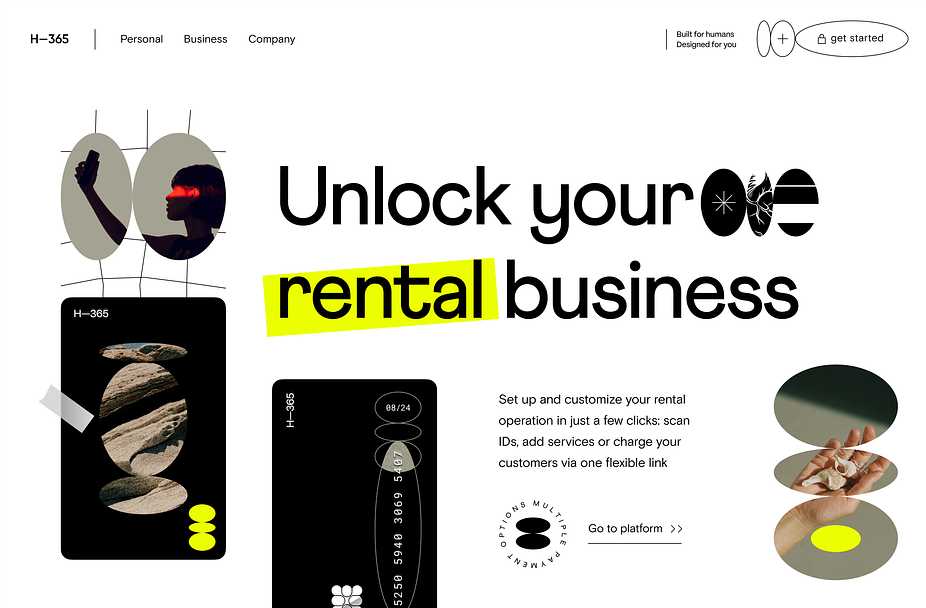 H—365
Personal
Business
Company
Built for humans
Designed for you
get started
Unlock your
rental business
H—365
H—365
08/24
5250 5940 3069 5407
Set up and customize your rental
operation in just a few clicks: scan
IDs, add services or charge your
customers via one flexible link
MULTIPLE PAYMENT OPTIONS
Go to platform